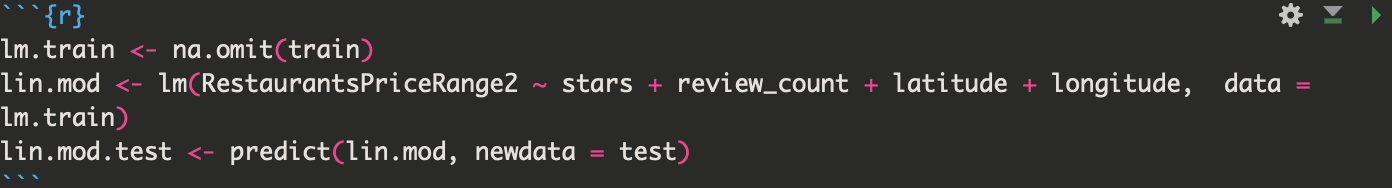 ```{r}
lm.train <- na.omit(train)
lin.mod <- lm(RestaurantsPriceRange2 ~ stars + review_count + latitude + longitude,  data =
lm.train)
lin.mod.test <- predict(lin.mod, newdata = test)
```